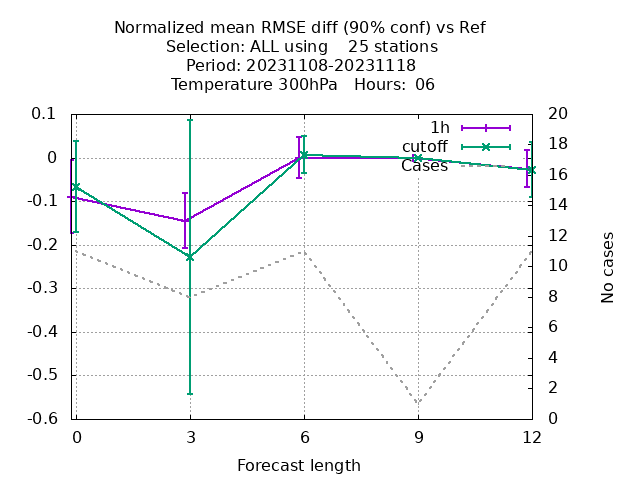 Normalized mean RMSE diff (90% conf) vs Ref
Selection: ALL using    25 stations
Period: 20231108-20231118
Temperature 300hPa   Hours:  06
1h
cutoff
Cases
0.1
0
-0.1
-0.2
-0.3
-0.4
-0.5
-0.6
20
18
16
14
12
10
8
6
4
2
0
No cases
0 3 6 9 12
Forecast length